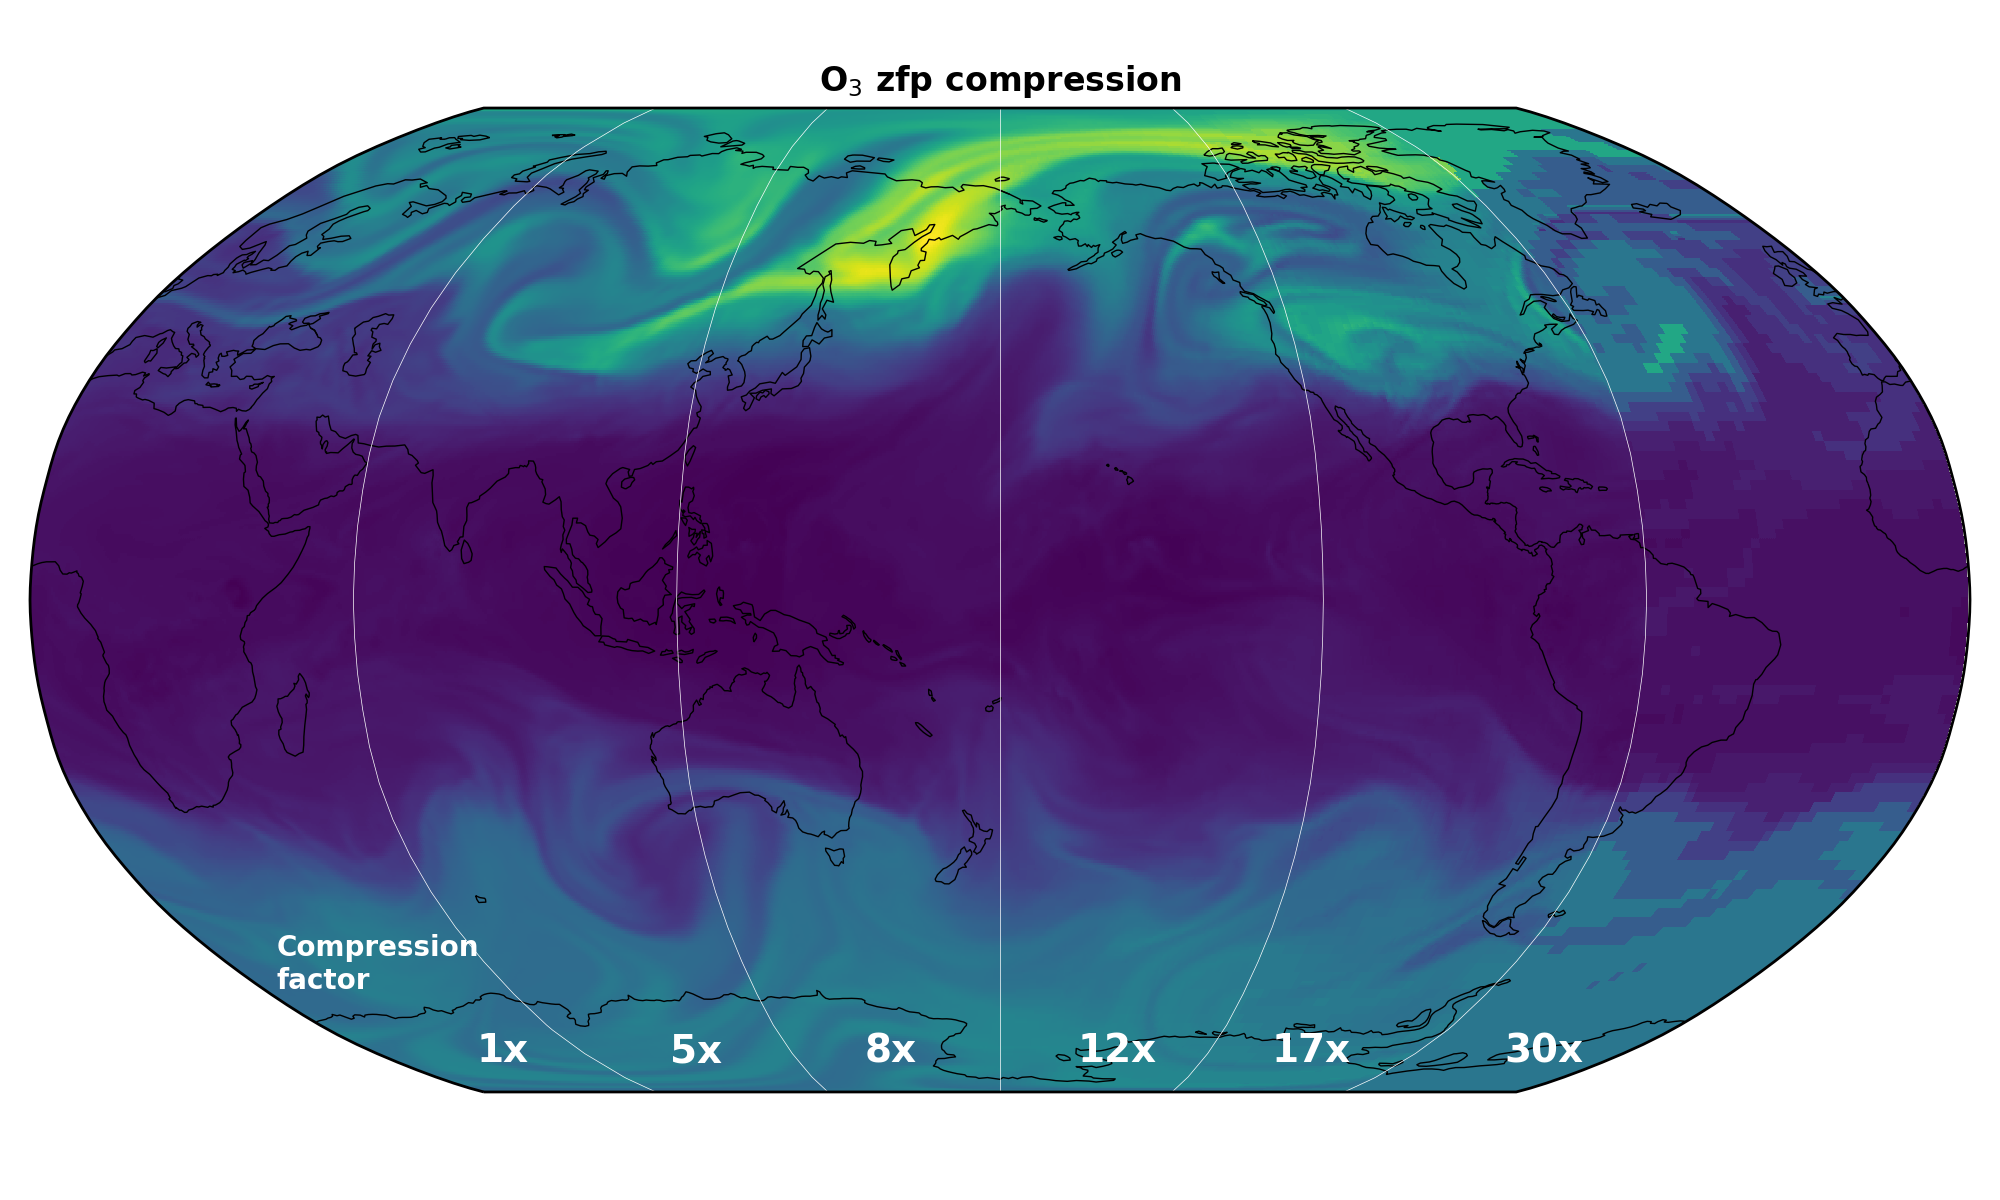 O₃ zfp compression
Compression
factor
1x 5x 8x 12x 17x 30x